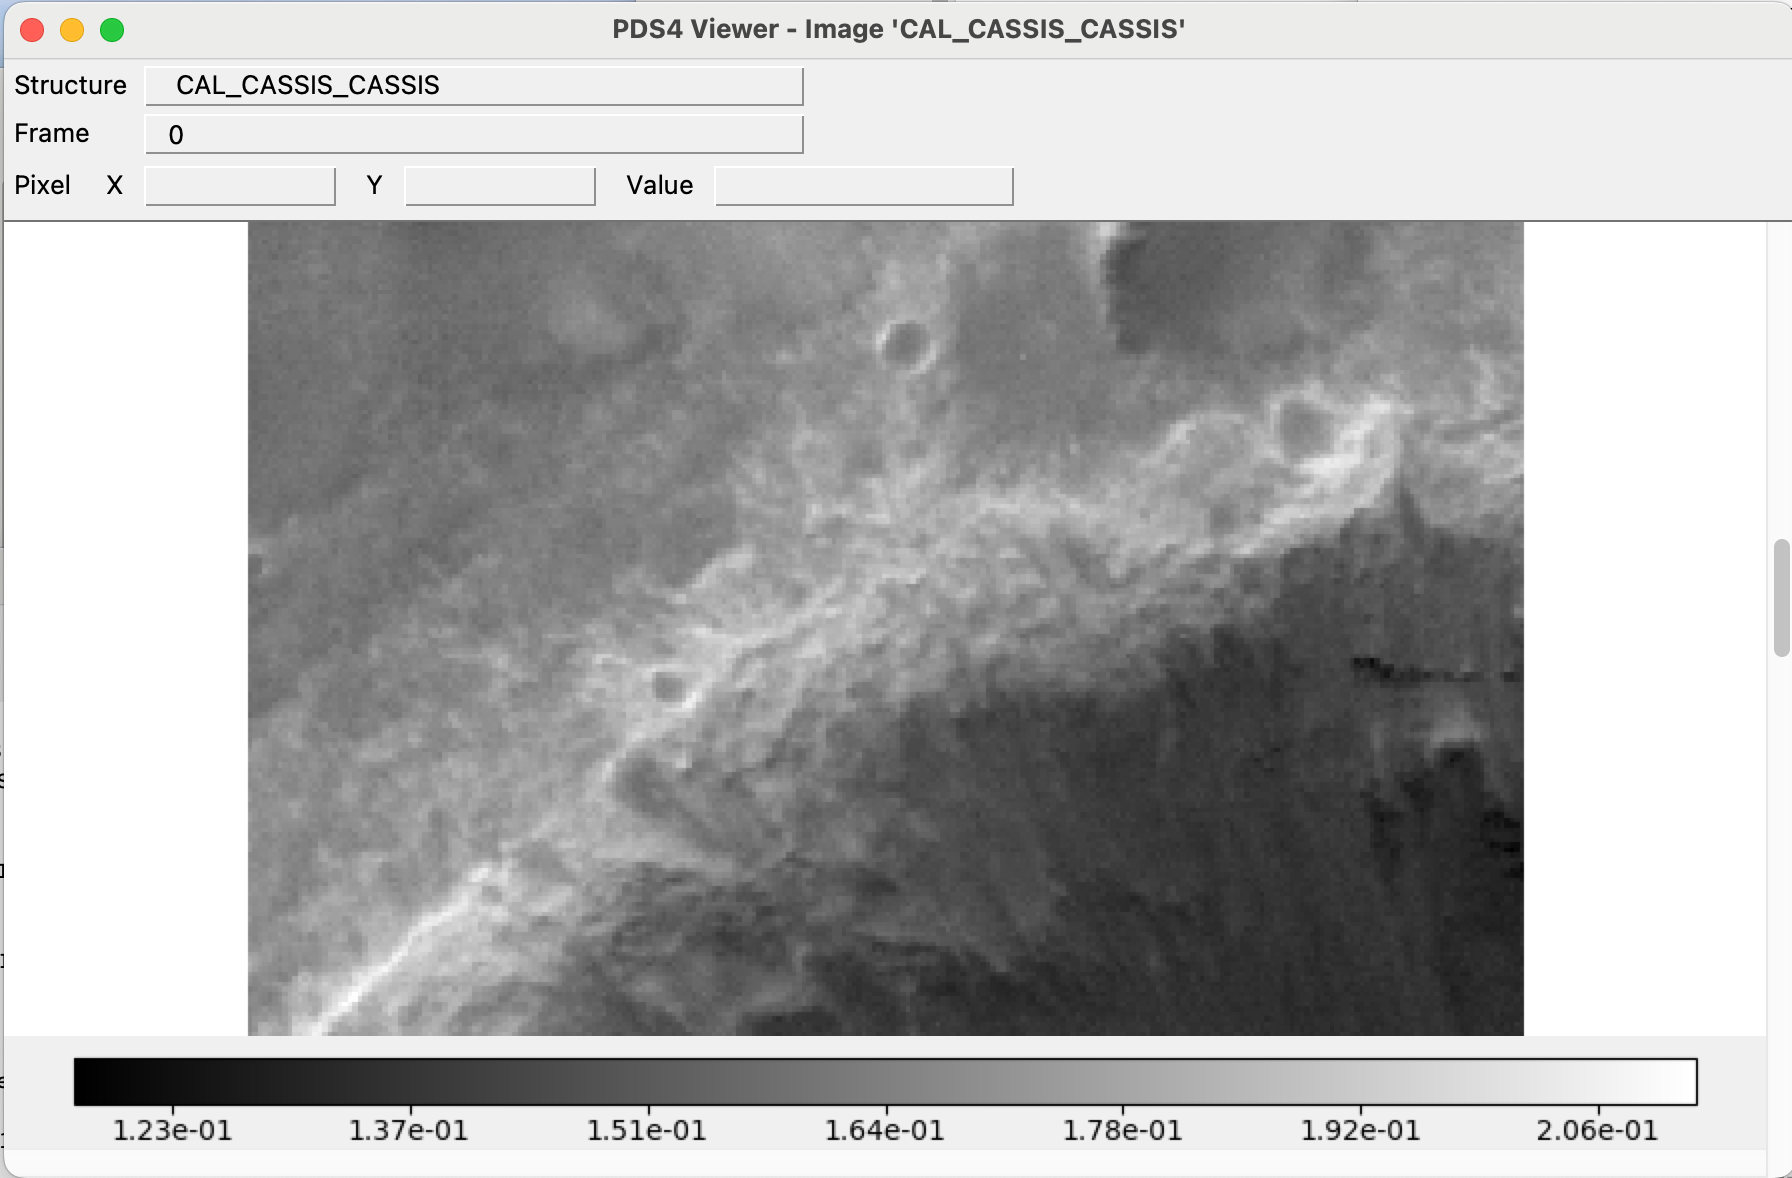 PDS4 Viewer - Image 'CAL_CASSIS_CASSIS'
Structure CAL_CASSIS_CASSIS
Frame 0
Pixel X Y Value
1.23e-01 1.37e-01 1.51e-01 1.64e-01 1.78e-01 1.92e-01 2.06e-01